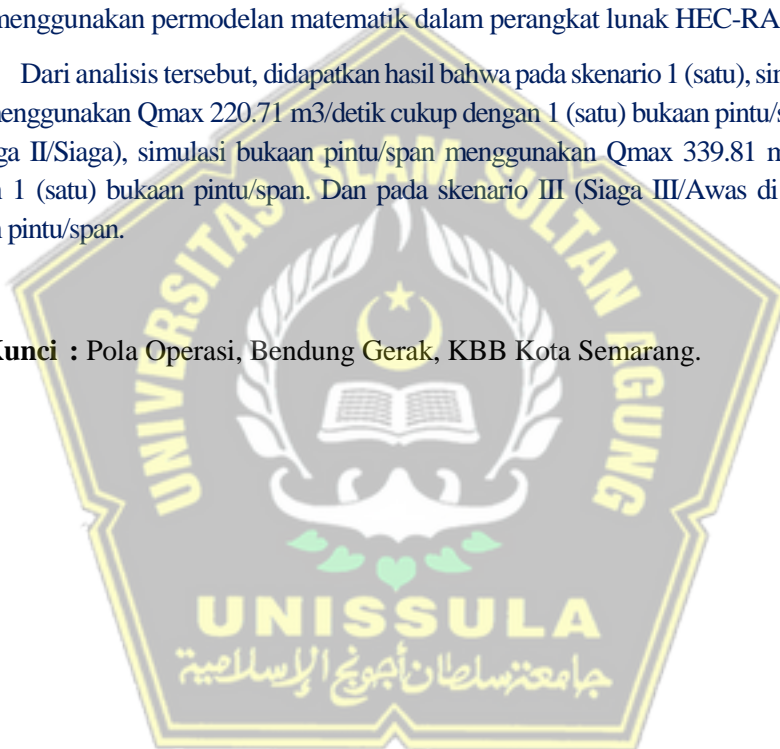 menggunakan permodelan matematik dalam perangkat lunak HEC-RA
Dari analisis tersebut, didapatkan hasil bahwa pada skenario 1 (satu), sin
menggunakan Qmax 220.71 m3/detik cukup dengan 1 (satu) bukaan pintu/s
ga II/Siaga), simulasi bukaan pintu/span menggunakan Qmax 339.81 m
n 1 (satu) bukaan pintu/span. Dan pada skenario III (Siaga III/Awas di
n pintu/span.
Kunci : Pola Operasi, Bendung Gerak, KBB Kota Semarang.
UNIVERSITAS ISLAM SULTAN AGUNG
UNISSULA
جامعة سلطان أجونج الإسلامية